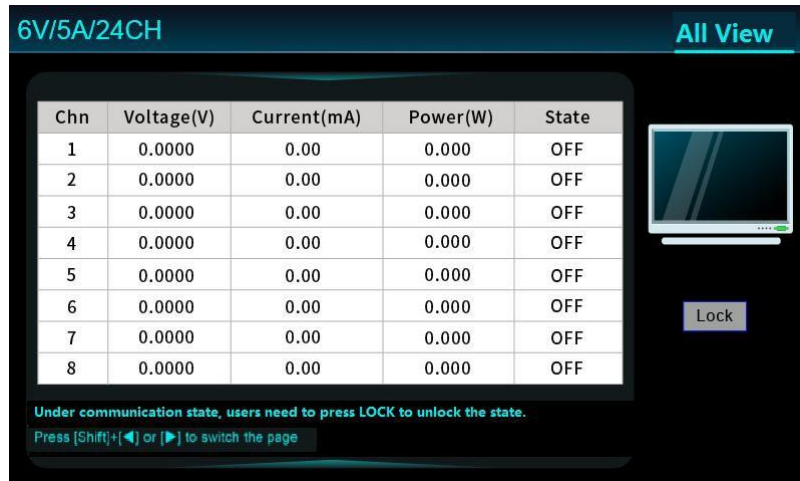 6V/5A/24CH
All View
Chn Voltage(V) Current(mA) Power(W) State
1 0.0000 0.00 0.000 OFF
2 0.0000 0.00 0.000 OFF
3 0.0000 0.00 0.000 OFF
4 0.0000 0.00 0.000 OFF
5 0.0000 0.00 0.000 OFF
6 0.0000 0.00 0.000 OFF
7 0.0000 0.00 0.000 OFF
8 0.0000 0.00 0.000 OFF
Lock
Under communication state, users need to press LOCK to unlock the state.
Press [Shift]+[◀] or [▶] to switch the page